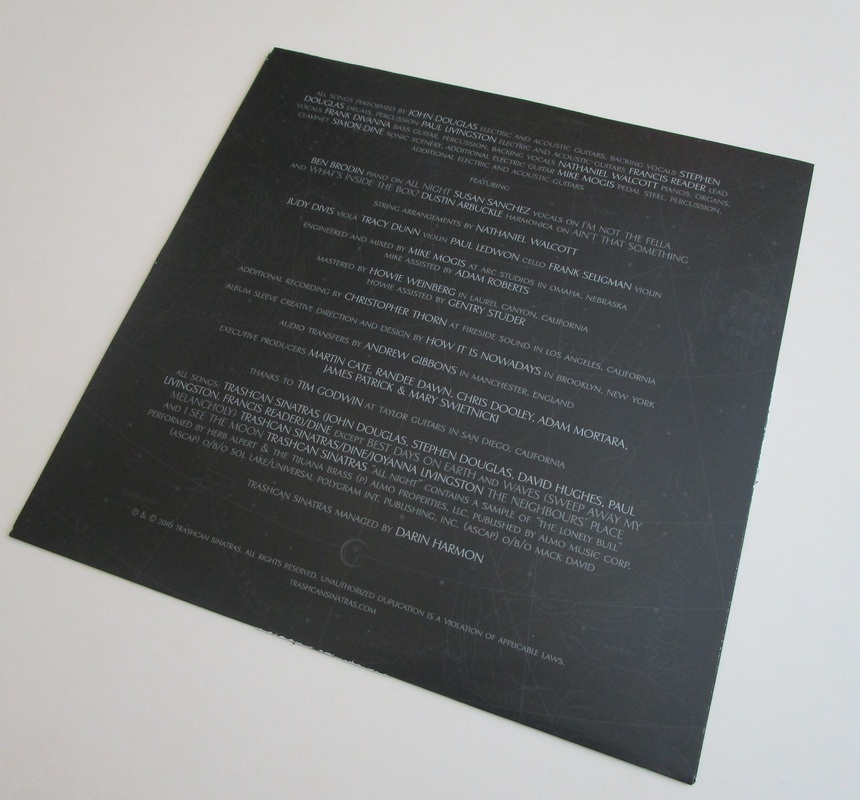 ALL SONGS PERFORMED BY JOHN DOUGLAS ELECTRIC AND ACOUSTIC GUITARS, BACKING VOCALS STEPHEN
DOUGLAS DRUMS, PERCUSSION PAUL LIVINGSTON ELECTRIC AND ACOUSTIC GUITARS FRANCIS READER LEAD
VOCALS FRANK DIVANNA BASS GUITAR, PERCUSSION, BACKING VOCALS NATHANIEL WALCOTT PIANOS, ORGANS,
CLARINET SIMON DINE SONIC SCENERY, ADDITIONAL ELECTRIC GUITAR MIKE MOGIS PEDAL STEEL, PERCUSSION,
ADDITIONAL ELECTRIC AND ACOUSTIC GUITARS
FEATURING
BEN BRODIN PIANO ON ALL NIGHT SUSAN SANCHEZ VOCALS ON I'M NOT THE FELLA
AND WHAT'S INSIDE THE BOX? DUSTIN ARBUCKLE HARMONICA ON AIN'T THAT SOMETHING
STRING ARRANGEMENTS BY NATHANIEL WALCOTT
JUDY DIVIS VIOLA TRACY DUNN VIOLIN PAUL LEDWON CELLO FRANK SELIGMAN VIOLIN
ENGINEERED AND MIXED BY MIKE MOGIS AT ARC STUDIOS IN OMAHA, NEBRASKA
MIKE ASSISTED BY ADAM ROBERTS
MASTERED BY HOWIE WEINBERG IN LAUREL CANYON, CALIFORNIA
HOWIE ASSISTED BY GENTRY STUDER
ADDITIONAL RECORDING BY CHRISTOPHER THORN AT FIRESIDE SOUND IN LOS ANGELES, CALIFORNIA
ALBUM SLEEVE CREATIVE DIRECTION AND DESIGN BY HOW IT IS NOWADAYS IN BROOKLYN, NEW YORK
AUDIO TRANSFERS BY ANDREW GIBBONS IN MANCHESTER, ENGLAND
EXECUTIVE PRODUCERS MARTIN CATE, RANDEE DAWN, CHRIS DOOLEY, ADAM MORTARA,
JAMES PATRICK & MARY SWIETNICKI
THANKS TO TIM GODWIN AT TAYLOR GUITARS IN SAN DIEGO, CALIFORNIA
ALL SONGS: TRASHCAN SINATRAS (JOHN DOUGLAS, STEPHEN DOUGLAS, DAVID HUGHES, PAUL
LIVINGSTON, FRANCIS READER)/DINE EXCEPT BEST DAYS ON EARTH AND WAVES (SWEEP AWAY MY
MELANCHOLY) TRASHCAN SINATRAS/DINE/JOYANNA LIVINGSTON THE NEIGHBOURS' PLACE
AND I SEE THE MOON TRASHCAN SINATRAS "ALL NIGHT" CONTAINS A SAMPLE OF "THE LONELY BULL"
PERFORMED BY HERB ALPERT & THE TIJUANA BRASS (P) ALMO PROPERTIES, LLC, PUBLISHED BY ALMO MUSIC CORP.
(ASCAP) O/B/O SOL LAKE/UNIVERSAL POLYGRAM INT. PUBLISHING, INC. (ASCAP) O/B/O MACK DAVID
TRASHCAN SINATRAS MANAGED BY DARIN HARMON
℗ & © 2016 TRASHCAN SINATRAS. ALL RIGHTS RESERVED. UNAUTHORIZED DUPLICATION IS A VIOLATION OF APPLICABLE LAWS.
TRASHCANSINATRAS.COM